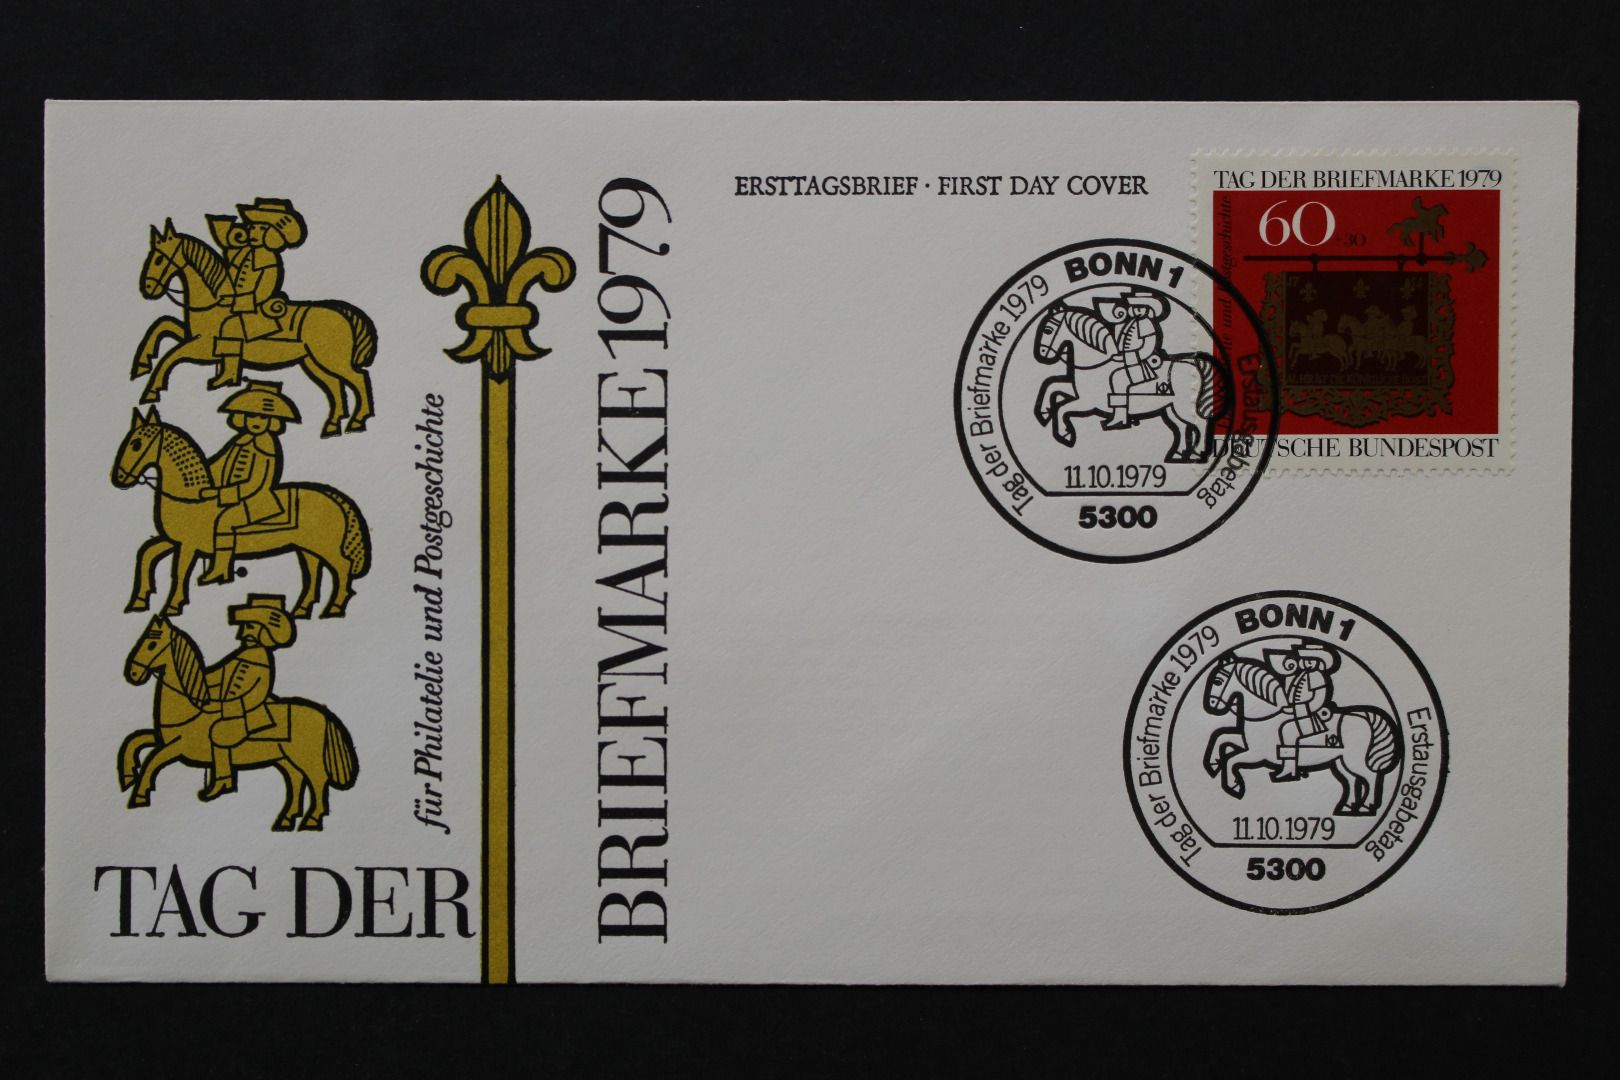 ERSTTAGSBRIEF · FIRST DAY COVER
TAG DER
BRIEFMARKE 1979
für Philatelie und Postgeschichte
TAG DER BRIEFMARKE 1979
60 +30
DEUTSCHE BUNDESPOST
BONN 1
Tag der Briefmarke 1979
Erstausgabetag
11.10.1979
5300
BONN 1
Tag der Briefmarke 1979
Erstausgabetag
11.10.1979
5300